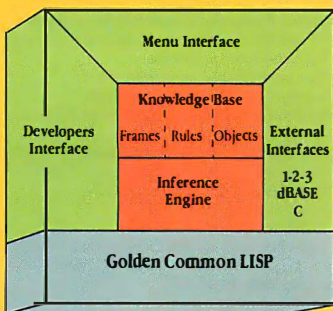 Menu Interface
Knowledge Base
Frames Rules Objects
Developers
Interface
External
Interfaces
1-2-3
dBASE
C
Inference
Engine
Golden Common LISP